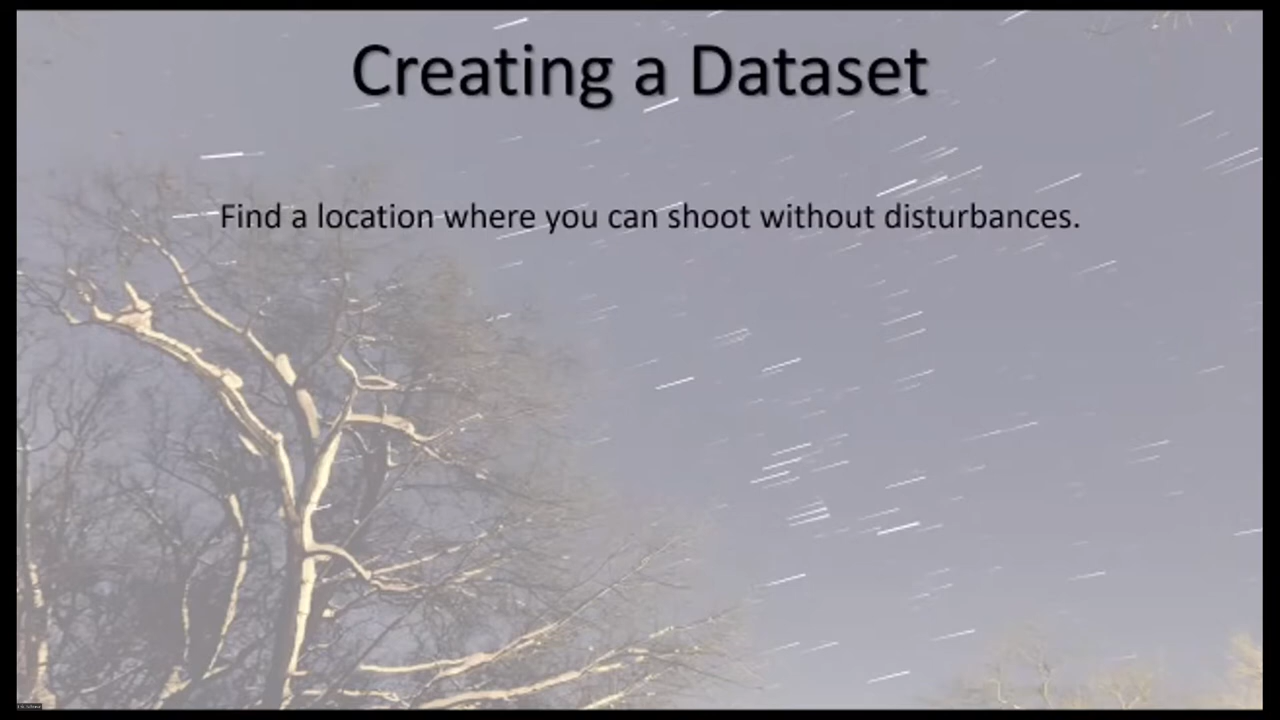 Creating a Dataset
Find a location where you can shoot without disturbances.